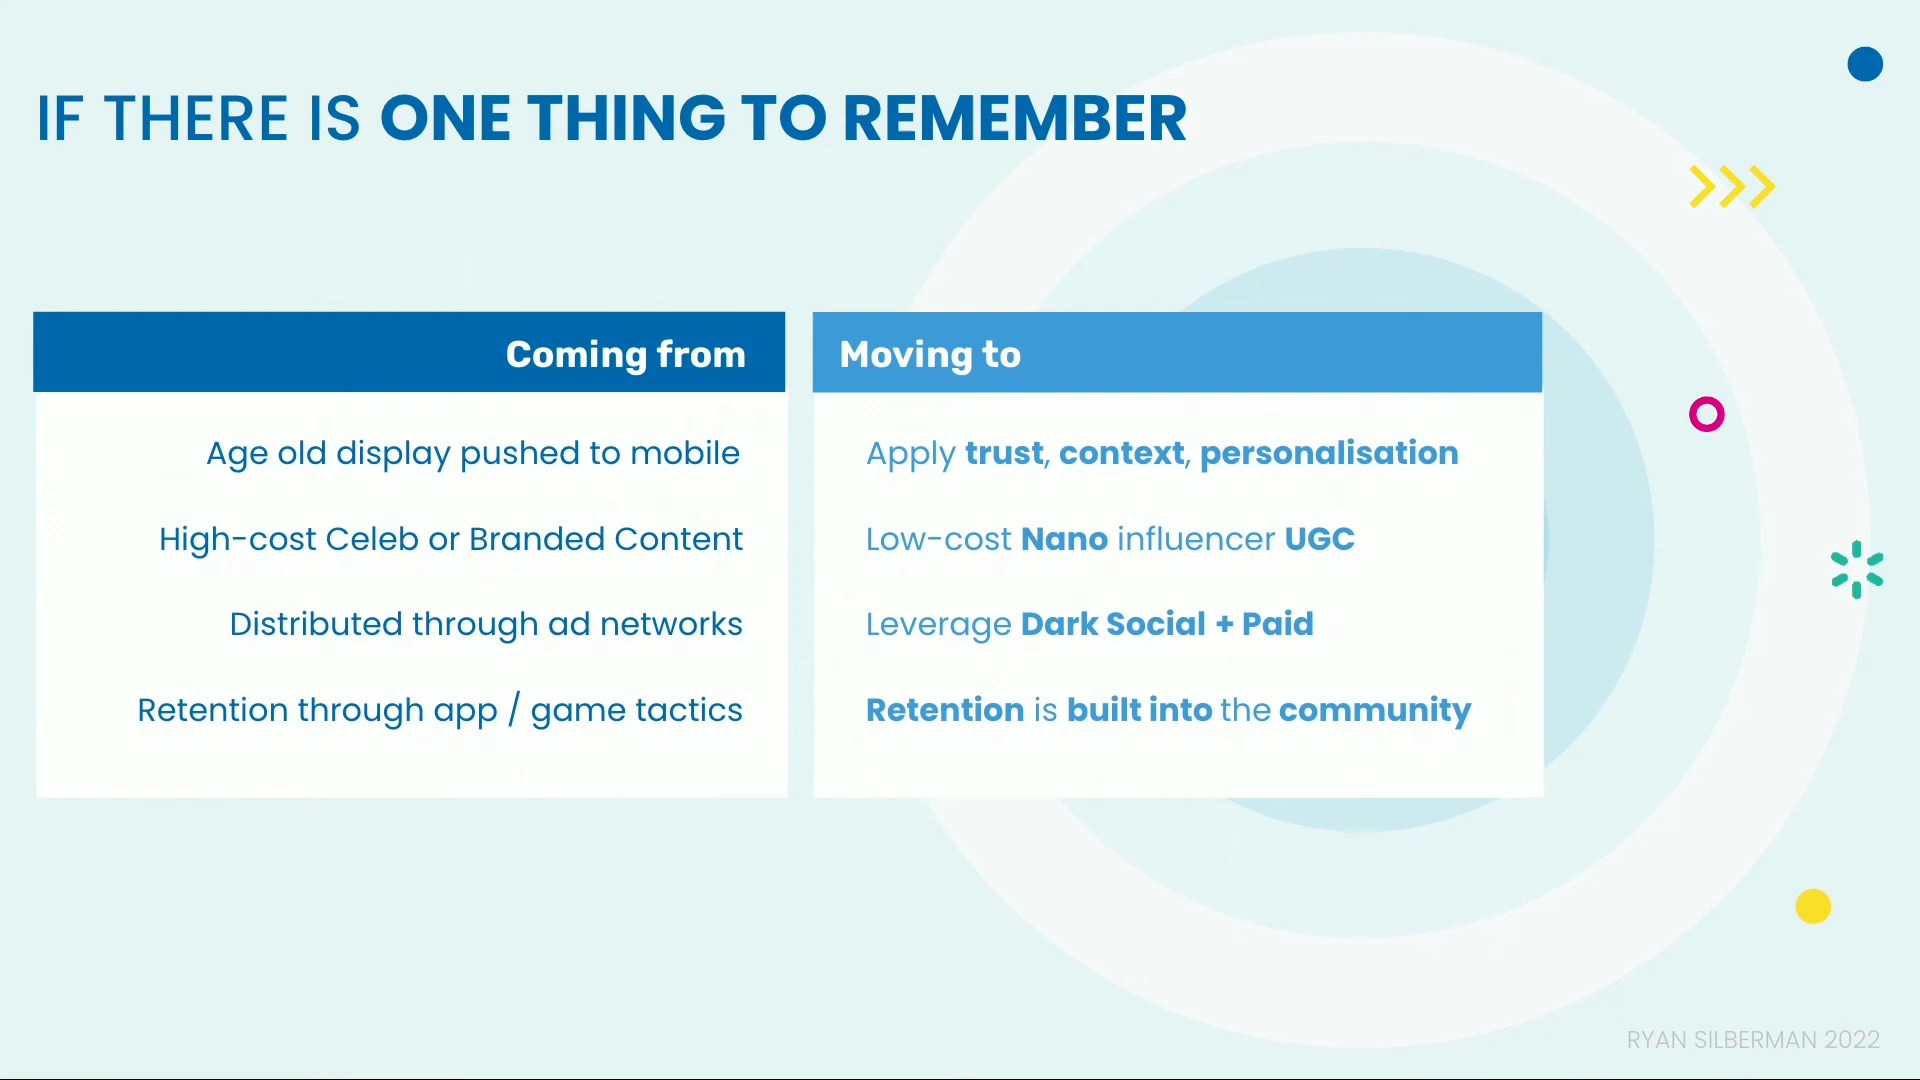 IF THERE IS ONE THING TO REMEMBER
Coming from
Age old display pushed to mobile
High-cost Celeb or Branded Content
Distributed through ad networks
Retention through app / game tactics
Moving to
Apply trust, context, personalisation
Low-cost Nano influencer UGC
Leverage Dark Social + Paid
Retention is built into the community
RYAN SILBERMAN 2022